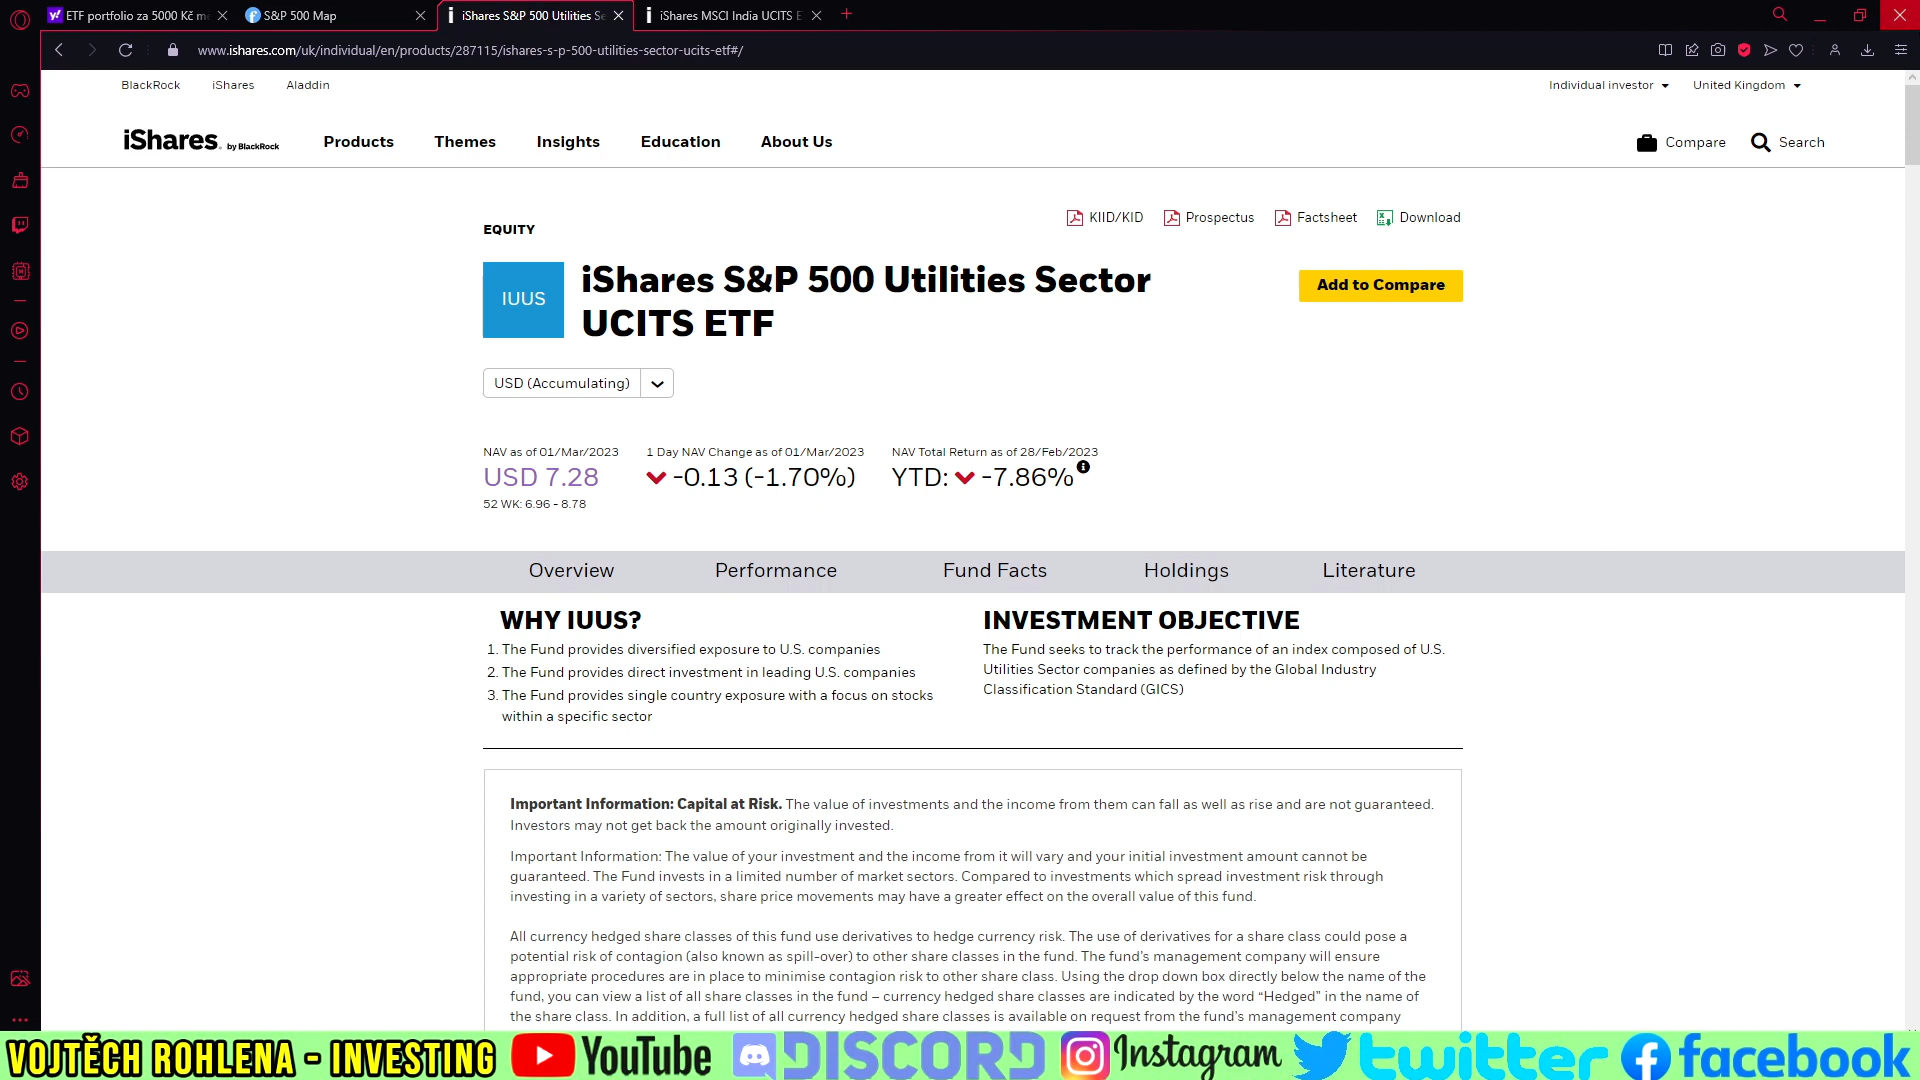 ETF portfolio za 5000 Kč m
S&P 500 Map
iShares S&P 500 Utilities Se
iShares MSCI India UCITS E
www.ishares.com/uk/individual/en/products/287115/ishares-s-p-500-utilities-sector-ucits-etf#/
BlackRock iShares Aladdin Individual investor United Kingdom
iShares. by BlackRock Products Themes Insights Education About Us Compare Search
KIID/KID Prospectus Factsheet Download
EQUITY
IUUS
iShares S&P 500 Utilities Sector
UCITS ETF
Add to Compare
USD (Accumulating)
NAV as of 01/Mar/2023 1 Day NAV Change as of 01/Mar/2023 NAV Total Return as of 28/Feb/2023
USD 7.28 -0.13 (-1.70%) YTD: -7.86%
52 WK: 6.96 - 8.78
Overview Performance Fund Facts Holdings Literature
WHY IUUS?
1. The Fund provides diversified exposure to U.S. companies
2. The Fund provides direct investment in leading U.S. companies
3. The Fund provides single country exposure with a focus on stocks
within a specific sector
INVESTMENT OBJECTIVE
The Fund seeks to track the performance of an index composed of U.S.
Utilities Sector companies as defined by the Global Industry
Classification Standard (GICS)
Important Information: Capital at Risk. The value of investments and the income from them can fall as well as rise and are not guaranteed.
Investors may not get back the amount originally invested.
Important Information: The value of your investment and the income from it will vary and your initial investment amount cannot be
guaranteed. The Fund invests in a limited number of market sectors. Compared to investments which spread investment risk through
investing in a variety of sectors, share price movements may have a greater effect on the overall value of this fund.
All currency hedged share classes of this fund use derivatives to hedge currency risk. The use of derivatives for a share class could pose a
potential risk of contagion (also known as spill-over) to other share classes in the fund. The fund's management company will ensure
appropriate procedures are in place to minimise contagion risk to other share class. Using the drop down box directly below the name of the
fund, you can view a list of all share classes in the fund – currency hedged share classes are indicated by the word “Hedged” in the name of
the share class. In addition, a full list of all currency hedged share classes is available on request from the fund's management company
VOJTĚCH ROHLENA - INVESTING YouTube DISCORD Instagram twitter facebook